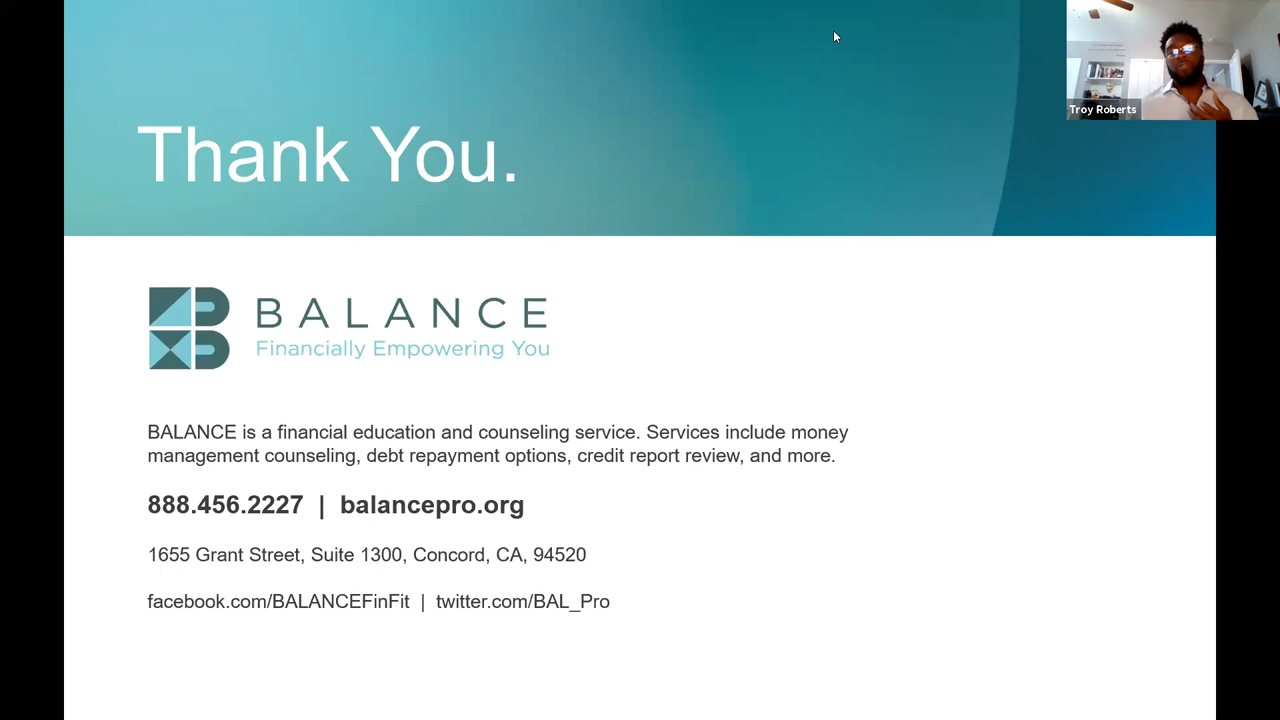 Thank You.
Troy Roberts
BALANCE
Financially Empowering You
BALANCE is a financial education and counseling service. Services include money
management counseling, debt repayment options, credit report review, and more.
888.456.2227 | balancepro.org
1655 Grant Street, Suite 1300, Concord, CA, 94520
facebook.com/BALANCEFinFit | twitter.com/BAL_Pro